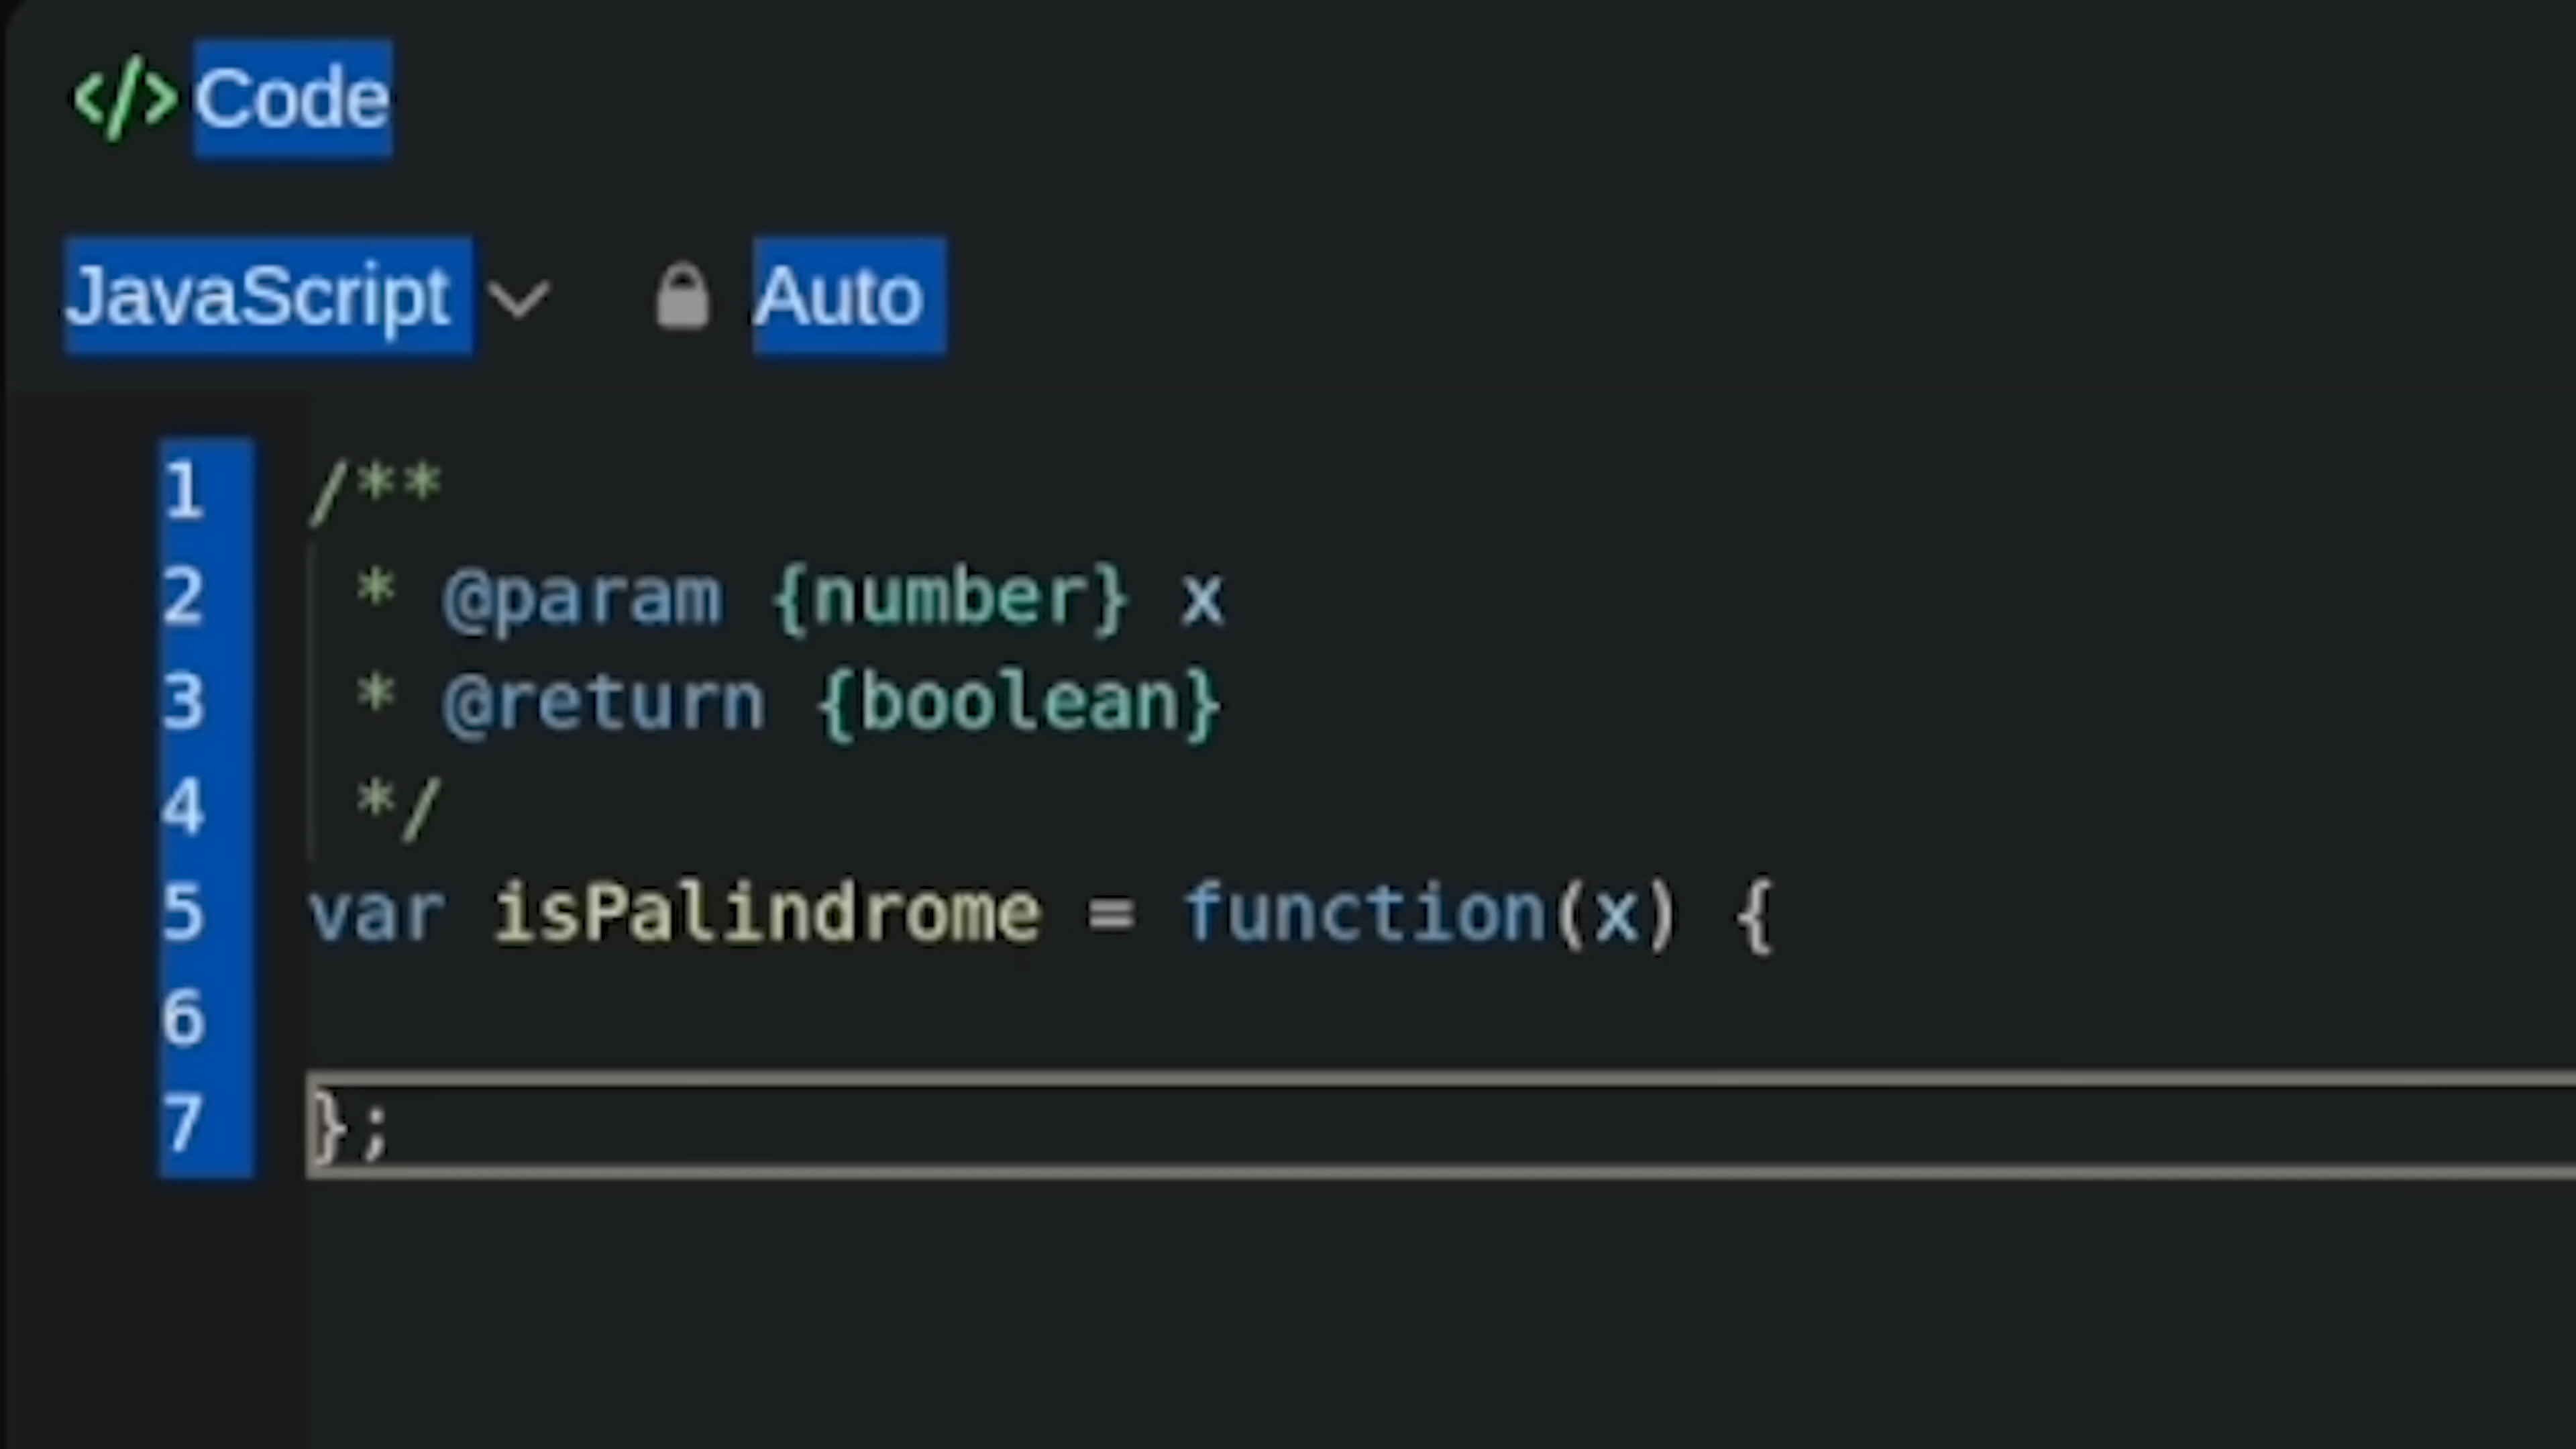 </> Code
JavaScript Auto
1 /**
2  * @param {number} x
3  * @return {boolean}
4  */
5 var isPalindrome = function(x) {
6
7 };